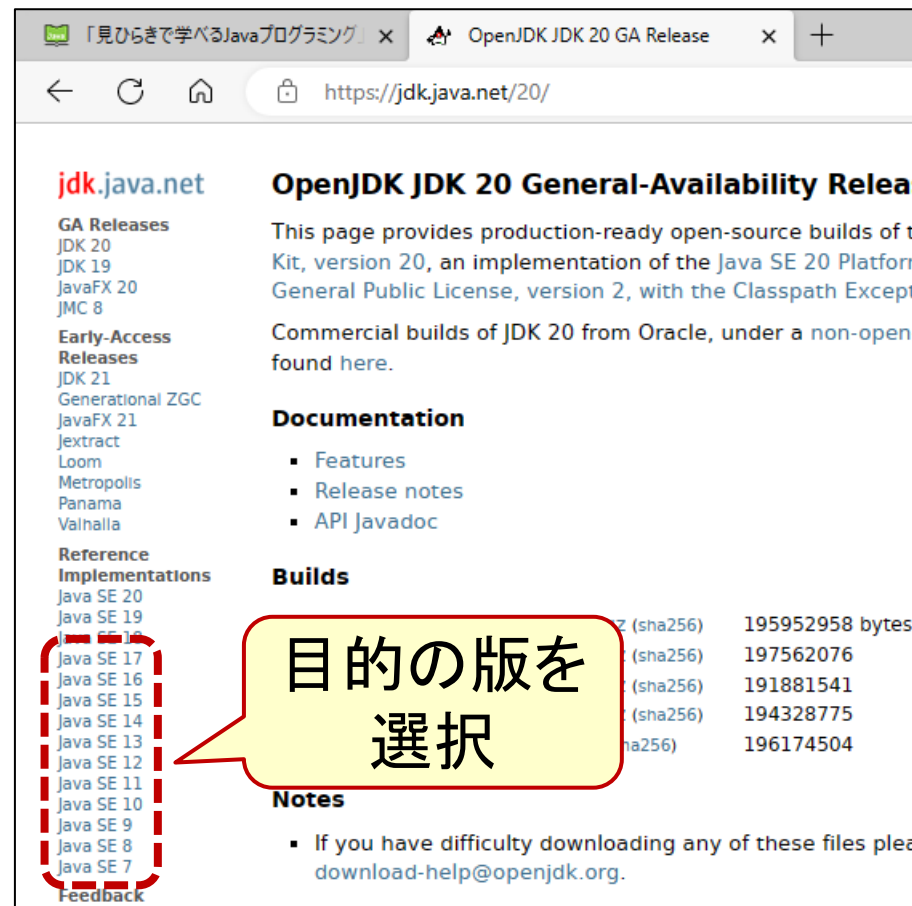 「見ひらきで学べるJavaプログラミング」
OpenJDK JDK 20 GA Release
https://jdk.java.net/20/
jdk.java.net
GA Releases
JDK 20
JDK 19
JavaFX 20
JMC 8
Early-Access
Releases
JDK 21
Generational ZGC
JavaFX 21
Jextract
Loom
Metropolis
Panama
Valhalla
Reference
Implementations
Java SE 20
Java SE 19
Java SE 18
Java SE 17
Java SE 16
Java SE 15
Java SE 14
Java SE 13
Java SE 12
Java SE 11
Java SE 10
Java SE 9
Java SE 8
Java SE 7
Feedback
OpenJDK JDK 20 General-Availability Relea
This page provides production-ready open-source builds of
Kit, version 20, an implementation of the Java SE 20 Platfor
General Public License, version 2, with the Classpath Except
Commercial builds of JDK 20 from Oracle, under a non-open
found here.
Documentation
Features
Release notes
API Javadoc
Builds
(sha256) 195952958 bytes
(sha256) 197562076
(sha256) 191881541
(sha256) 194328775
ha256) 196174504
目的の版を
選択
Notes
If you have difficulty downloading any of these files plea
download-help@openjdk.org.